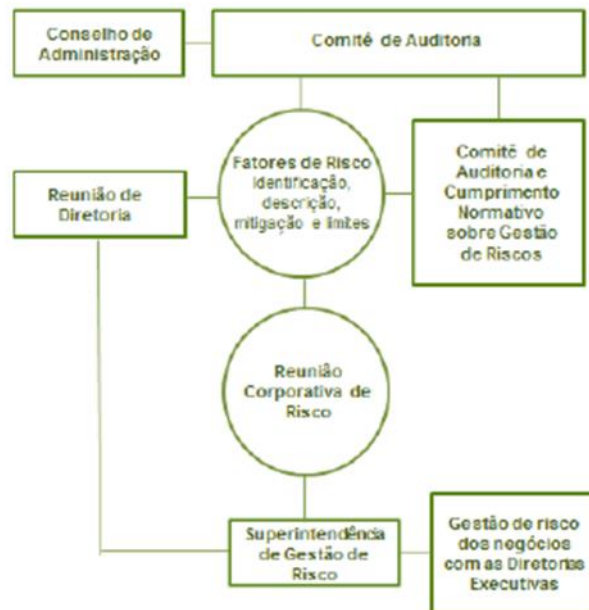 Conselho de
Administração
Comitê de Auditoria
Fatores de Risco
Identificação,
descrição,
mitigação e limites
Comitê de
Auditoria e
Cumprimento
Normativo
sobre Gestão
de Riscos
Reunião de
Diretoria
Reunião
Corporativa de
Risco
Superintendência
de Gestão de
Risco
Gestão de risco
dos negócios
com as Diretorias
Executivas